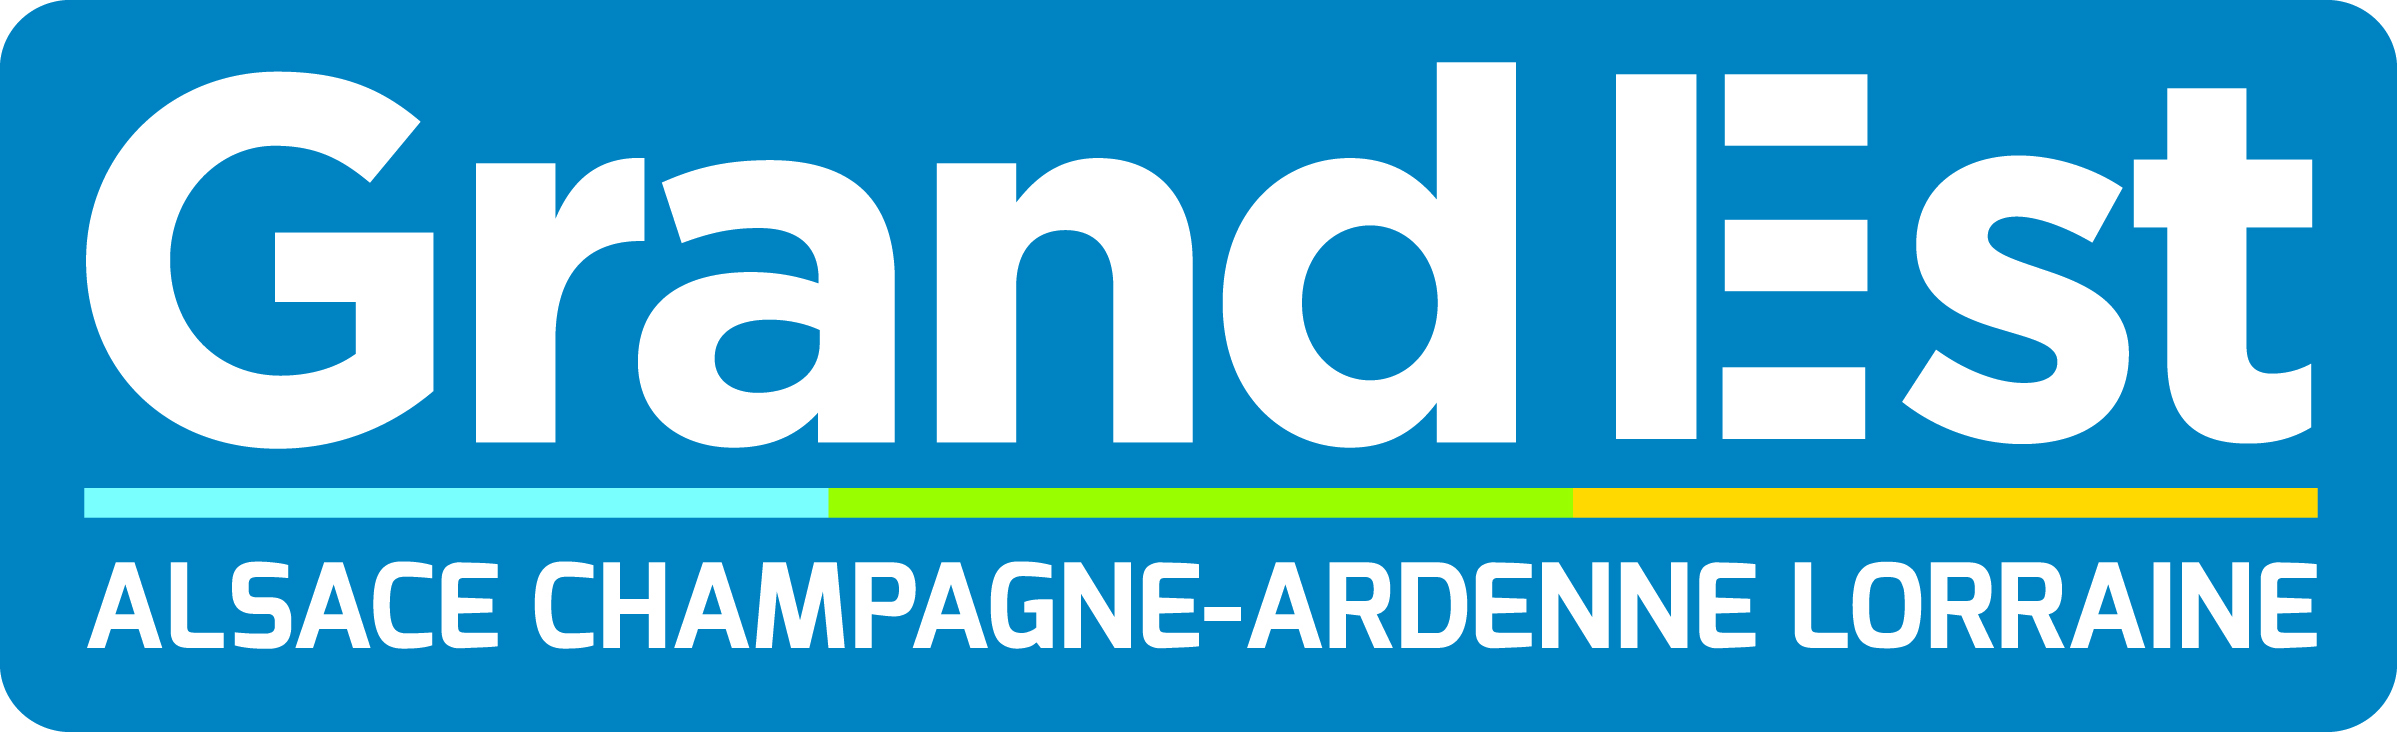 Grand Est
ALSACE CHAMPAGNE-ARDENNE LORRAINE